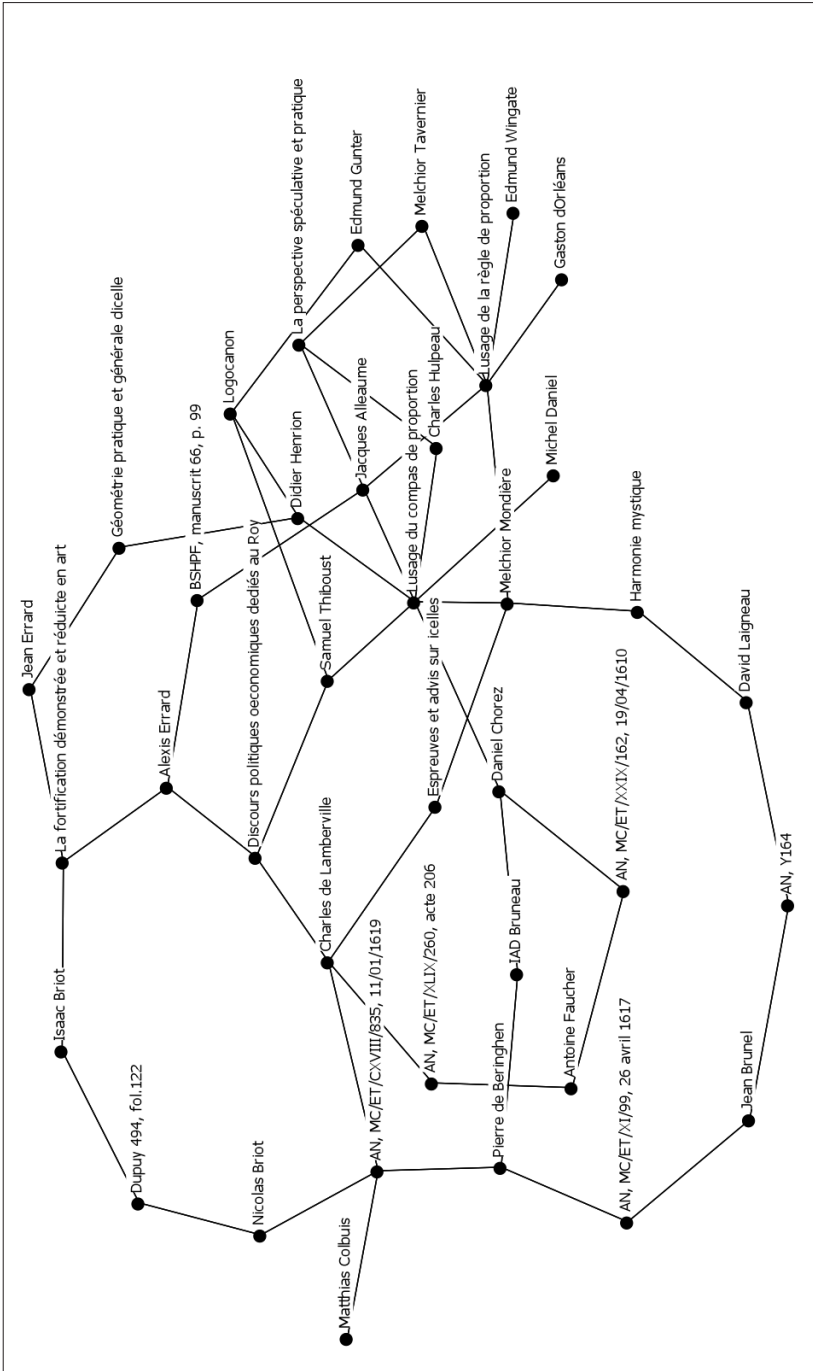 Jean Errard
La fortification démontrée et réduicte en art
Isaac Briot
Géométrie pratique et générale dicelle
Dupuy 494, fol.122
Alexis Errard
BSHPF, manuscrit 66, p. 99
Logocanon
Nicolas Briot
Discours politiques oeconomiques dediés au Roy
Didier Henrion
La perspective spéculative et pratique
Charles de Lamberville
Samuel Thiboust
Matthias Colbuis
Edmund Gunter
Jacques Alleaume
AN, MC/ET/CXVIII/835, 11/01/1619
Lusage du compas de proportion
Melchior Tavernier
AN, MC/ET/XLIX/260, acte 206
Espreuves et advis sur icelles
Charles Hulpeau
Lusage de la règle de proportion
Pierre de Beringhen
Daniel Chorez
Melchior Mondière
Edmund Wingate
IAD Bruneau
Michel Daniel
Gaston dOrléans
Antoine Faucher
AN, MC/ET/XXIX/162, 19/04/1610
AN, MC/ET/XI/99, 26 avril 1617
Harmonie mystique
Jean Brunel
David Laigneau
AN, Y164